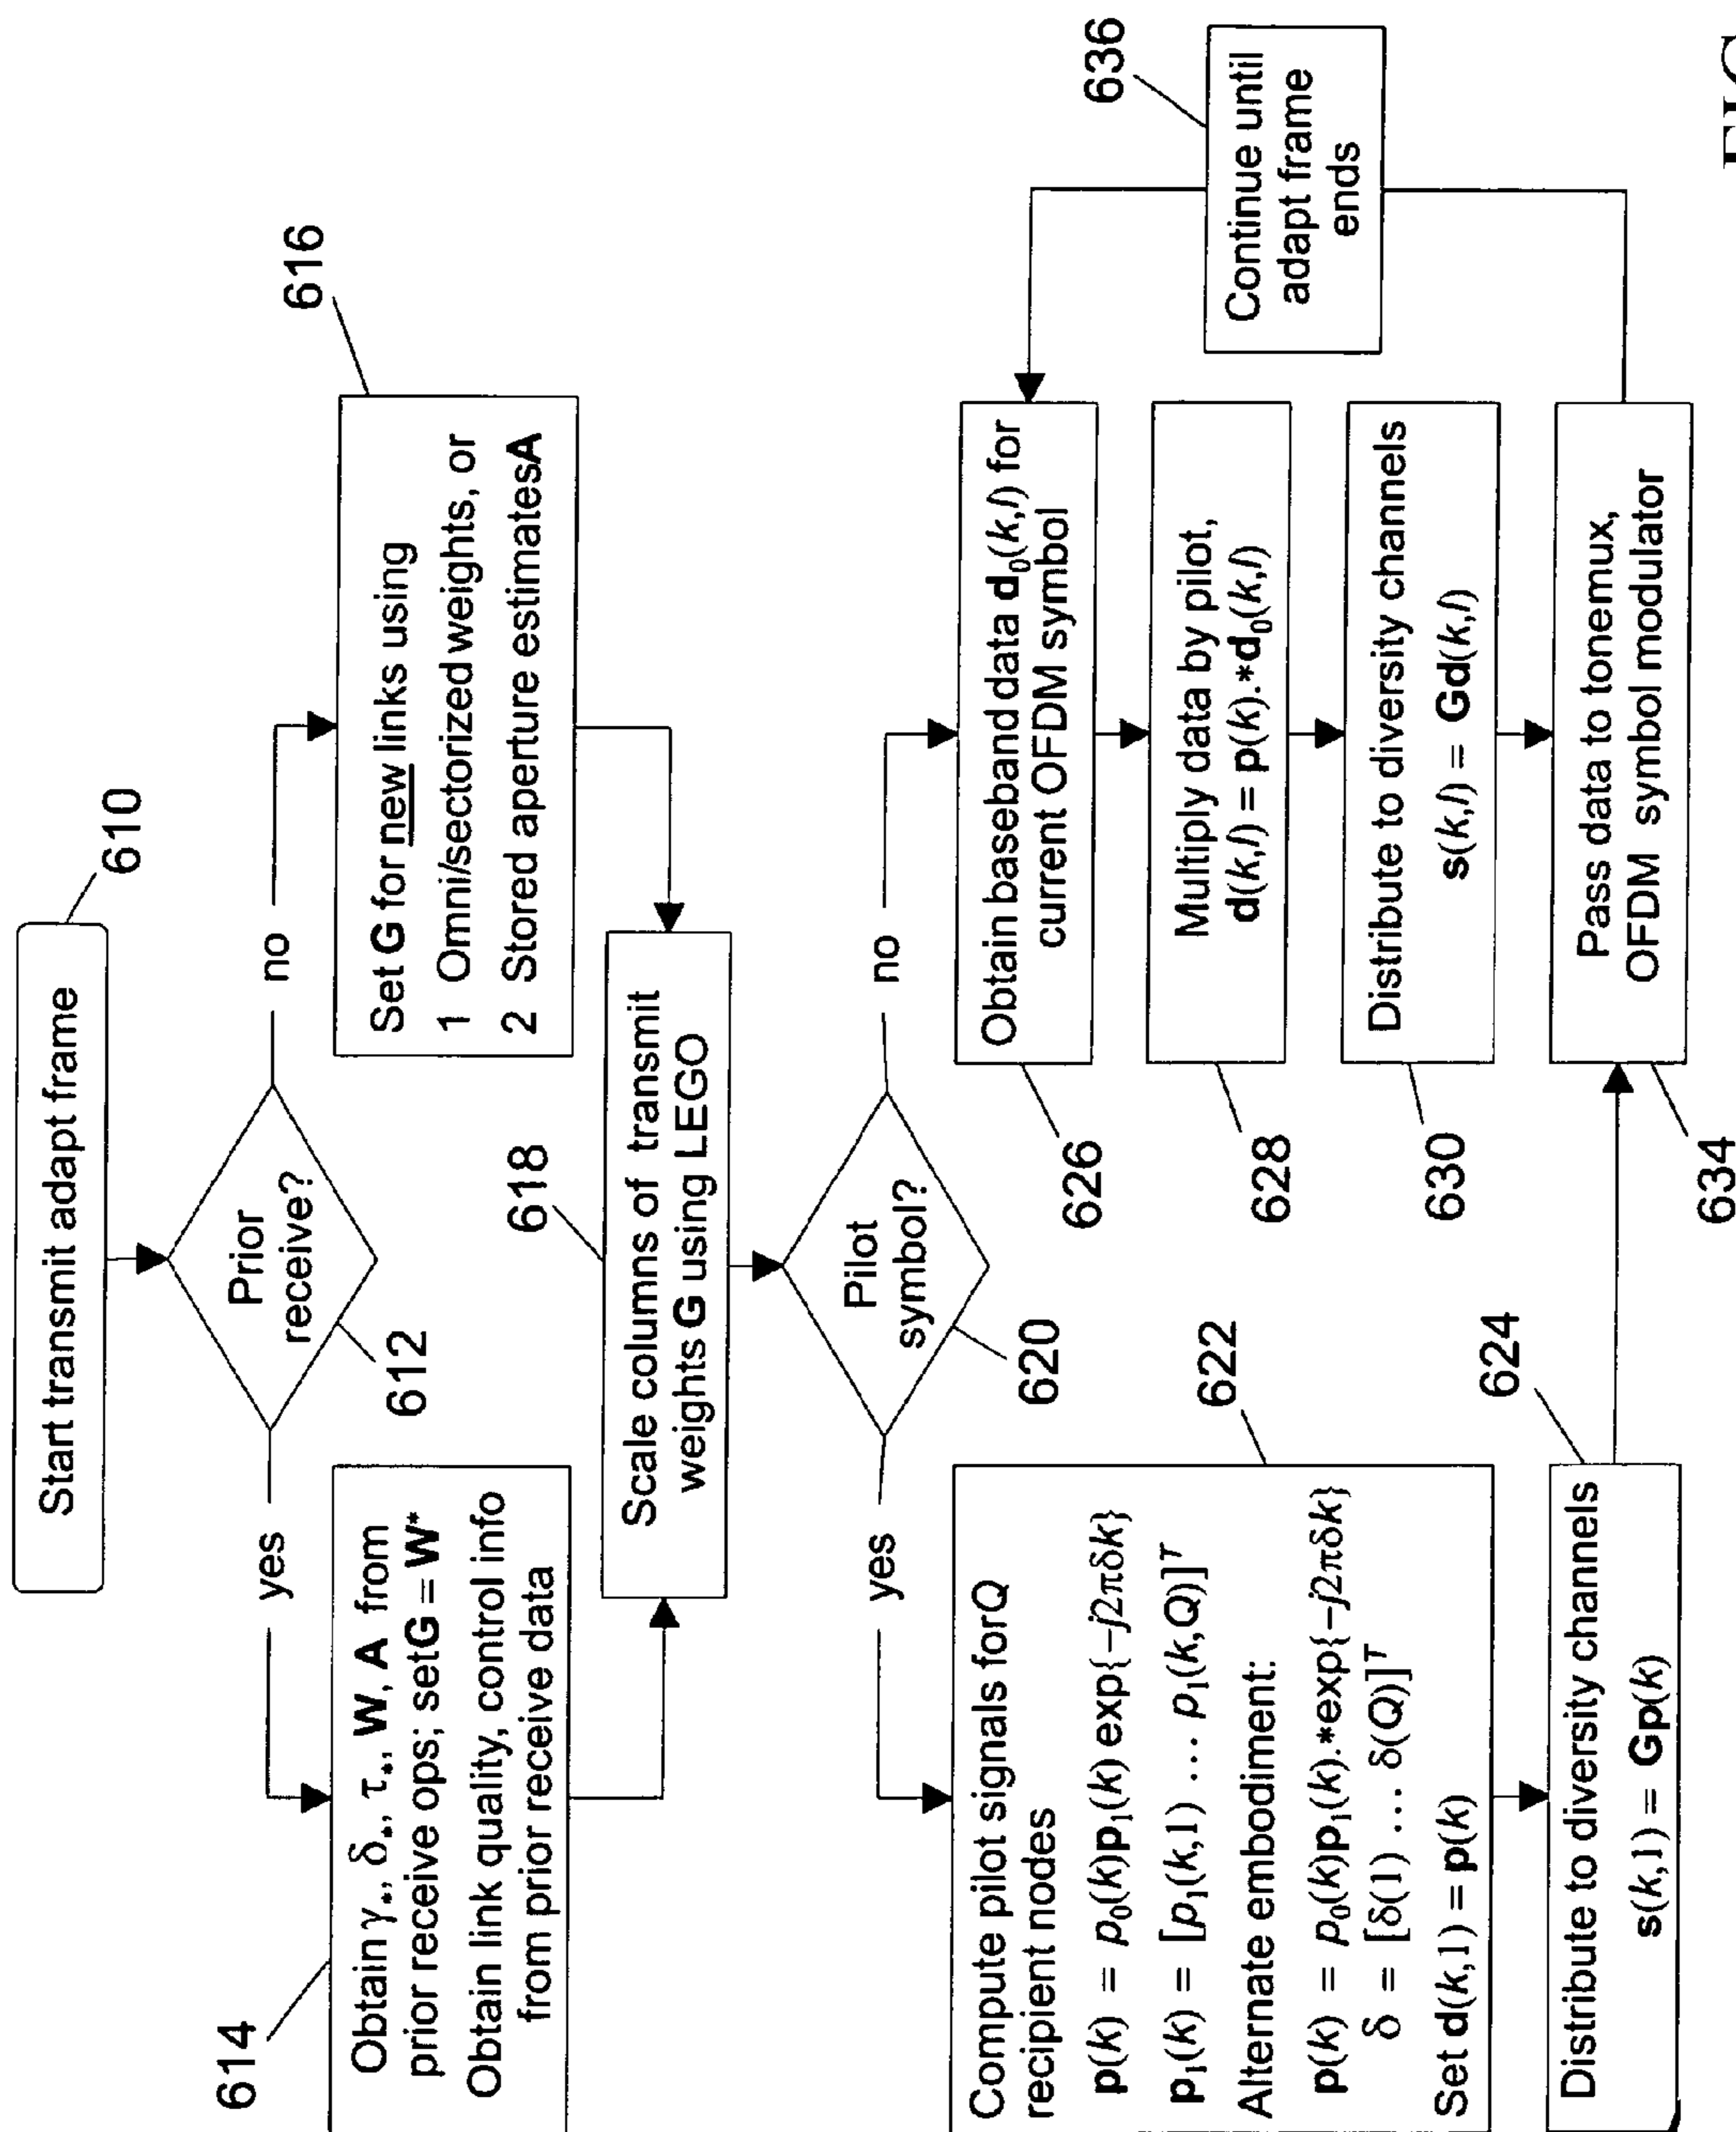 Start transmit adapt frame
610
Prior
receive?
612
yes
no
614
Obtain γ*, δ*, τ*, W, A from
prior receive ops; set G = W*
Obtain link quality, control info
from prior receive data
616
Set G for new links using
1 Omni/sectorized weights, or
2 Stored aperture estimates A
618
Scale columns of transmit
weights G using LEGO
Pilot
symbol?
620
yes
no
622
Compute pilot signals for Q
recipient nodes
p(k) = p₀(k)p₁(k) exp{−j2πδk}
p₁(k) = [p₁(k,1) … p₁(k,Q)]ᵀ
Alternate embodiment:
p(k) = p₀(k)p₁(k).*exp{−j2πδk}
δ = [δ(1) … δ(Q)]ᵀ
Set d(k,1) = p(k)
624
Distribute to diversity channels
s(k,1) = Gp(k)
626
Obtain baseband data d₀(k,l) for
current OFDM symbol
628
Multiply data by pilot,
d(k,l) = p(k).*d₀(k,l)
630
Distribute to diversity channels
s(k,l) = Gd(k,l)
634
Pass data to tonemux,
OFDM symbol modulator
636
Continue until
adapt frame
ends
FIG